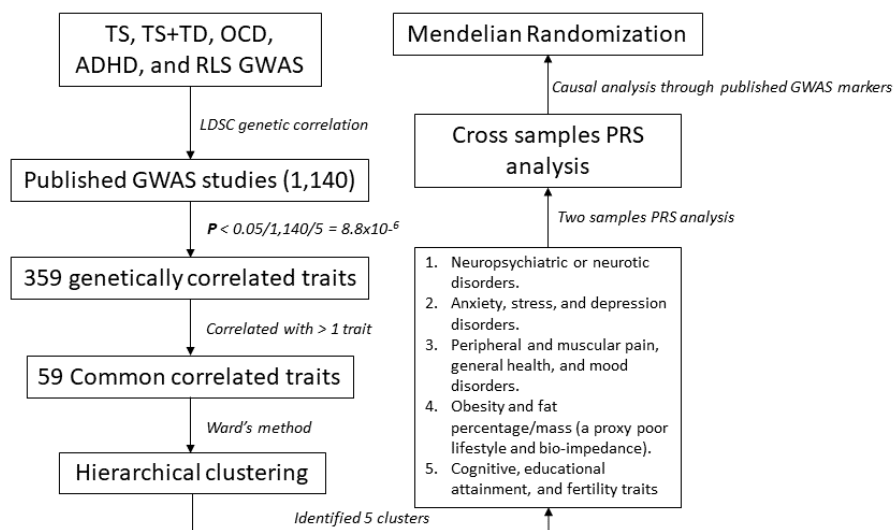 TS, TS+TD, OCD,
ADHD, and RLS GWAS
LDSC genetic correlation
Published GWAS studies (1,140)
P < 0.05/1,140/5 = 8.8x10-⁶
359 genetically correlated traits
Correlated with > 1 trait
59 Common correlated traits
Ward's method
Hierarchical clustering
Identified 5 clusters
1. Neuropsychiatric or neurotic
disorders.
2. Anxiety, stress, and depression
disorders.
3. Peripheral and muscular pain,
general health, and mood
disorders.
4. Obesity and fat
percentage/mass (a proxy poor
lifestyle and bio-impedance).
5. Cognitive, educational
attainment, and fertility traits
Two samples PRS analysis
Cross samples PRS
analysis
Causal analysis through published GWAS markers
Mendelian Randomization